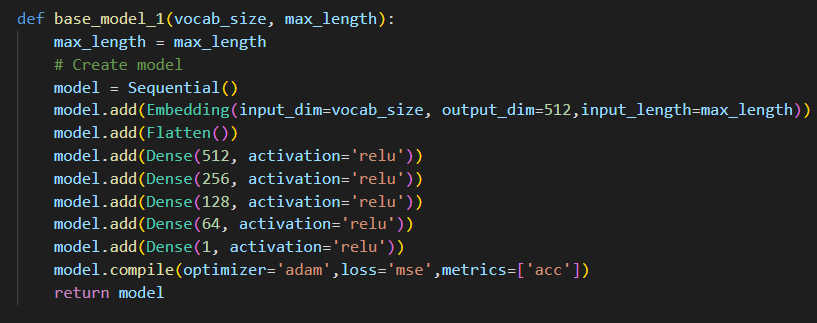 def base_model_1(vocab_size, max_length):
    max_length = max_length
    # Create model
    model = Sequential()
    model.add(Embedding(input_dim=vocab_size, output_dim=512,input_length=max_length))
    model.add(Flatten())
    model.add(Dense(512, activation='relu'))
    model.add(Dense(256, activation='relu'))
    model.add(Dense(128, activation='relu'))
    model.add(Dense(64, activation='relu'))
    model.add(Dense(1, activation='relu'))
    model.compile(optimizer='adam',loss='mse',metrics=['acc'])
    return model